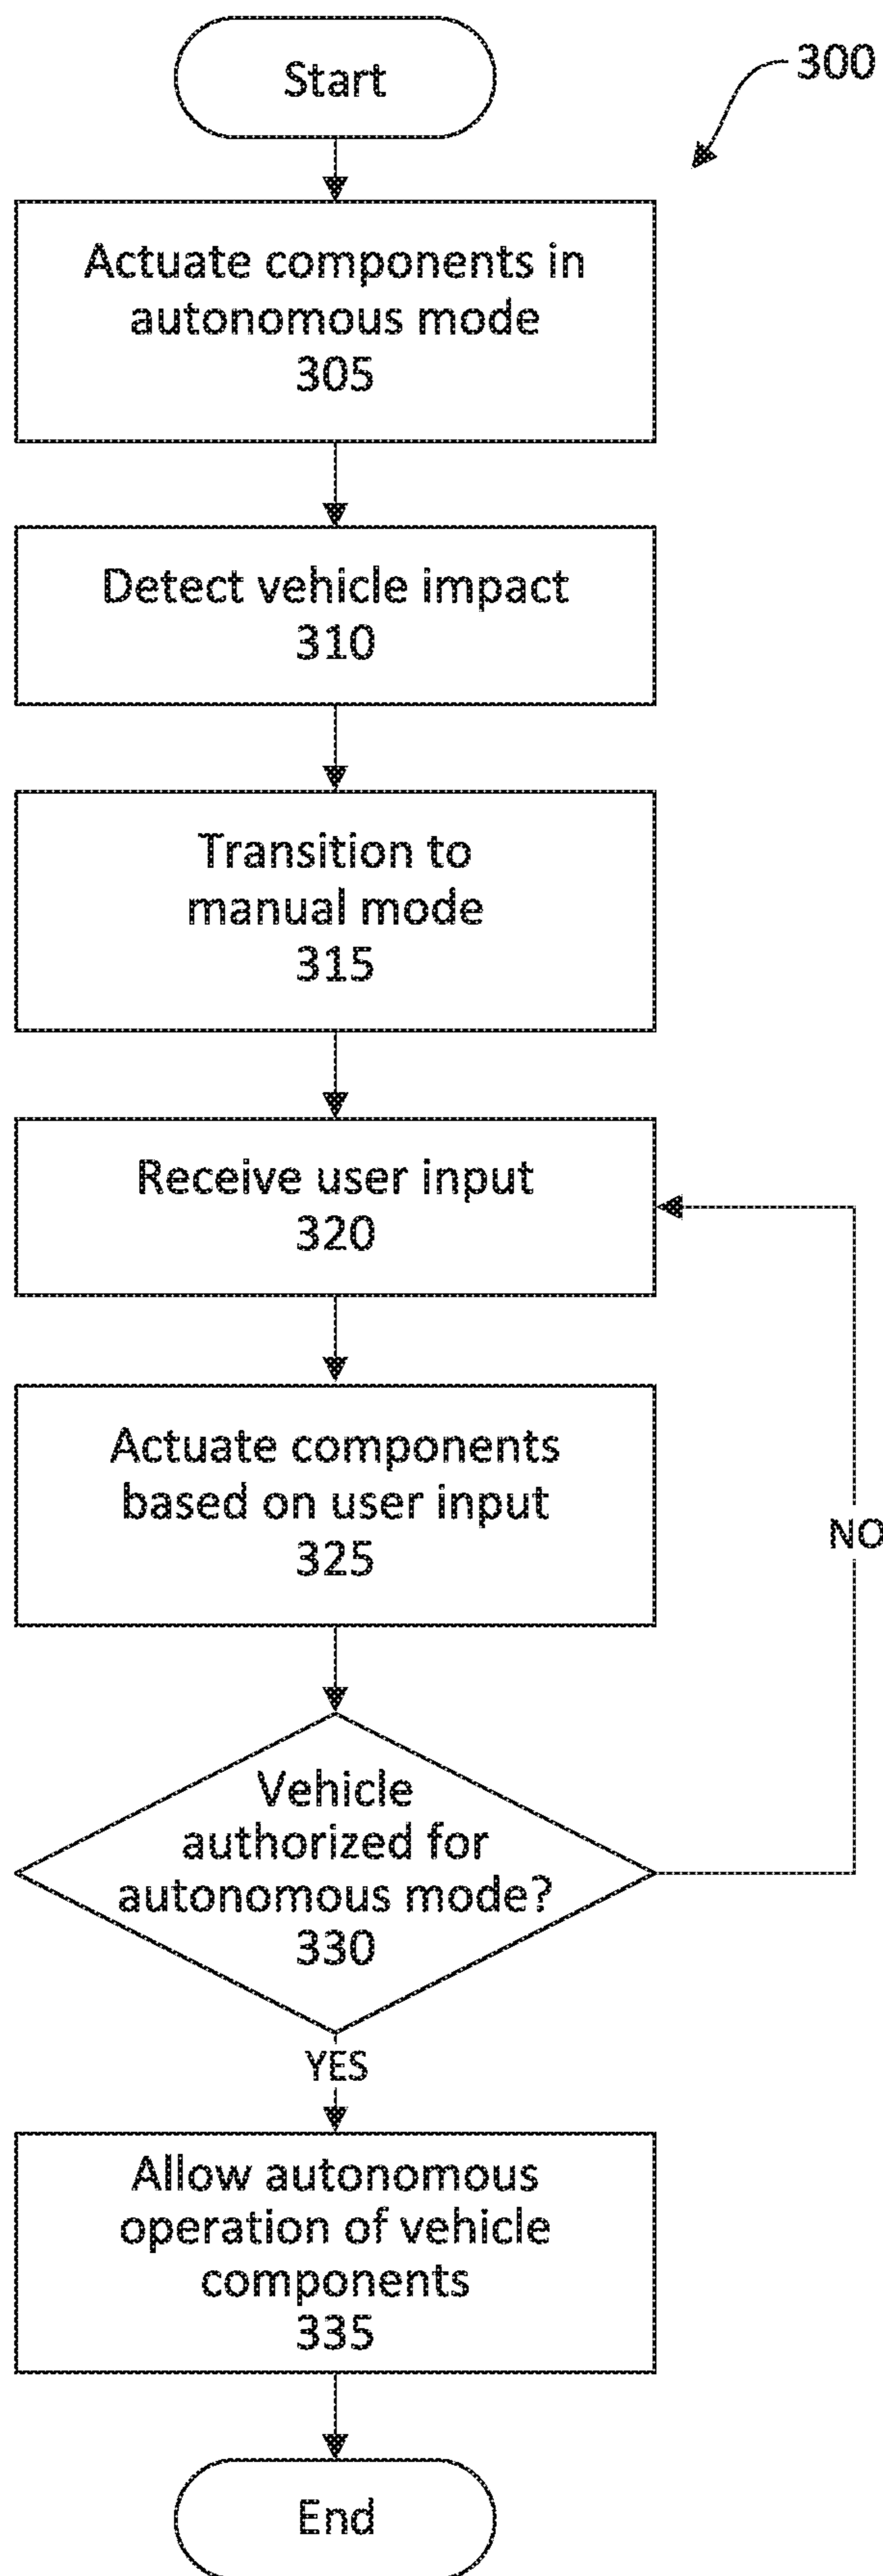 Start
300
Actuate components in
autonomous mode
305
Detect vehicle impact
310
Transition to
manual mode
315
Receive user input
320
Actuate components
based on user input
325
NO
Vehicle
authorized for
autonomous mode?
330
YES
Allow autonomous
operation of vehicle
components
335
End